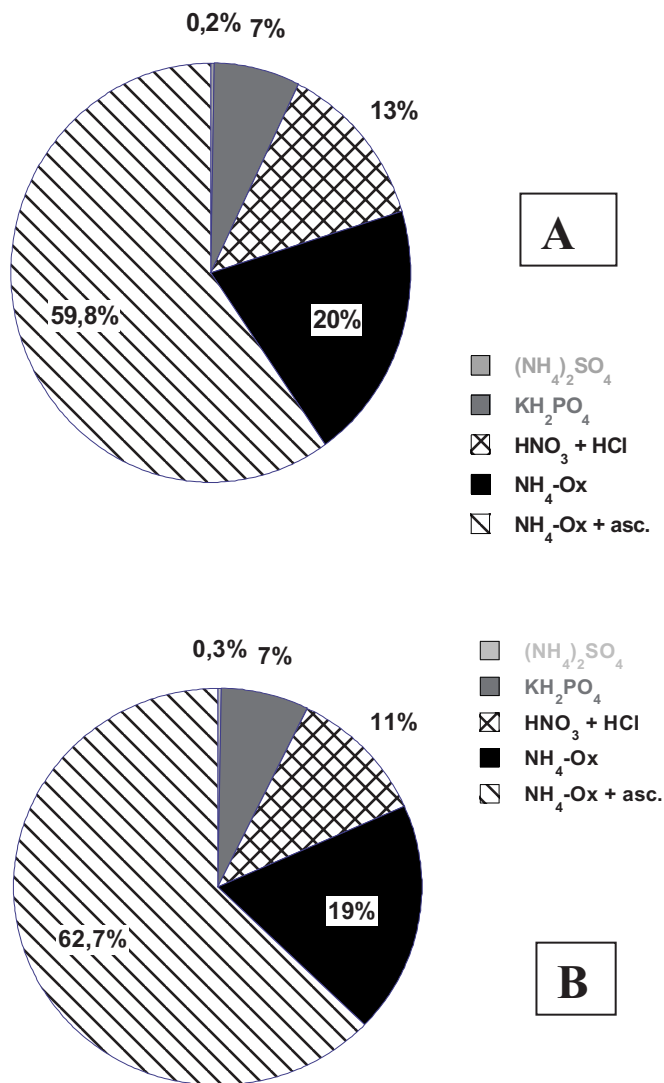 0,2% 7%
13%
A
59,8%
20%
(NH₄)₂SO₄
KH₂PO₄
HNO₃ + HCl
NH₄-Ox
NH₄-Ox + asc.
(NH₄)₂SO₄
0,3% 7%
KH₂PO₄
11%
HNO₃ + HCl
NH₄-Ox
NH₄-Ox + asc.
19%
62,7%
B